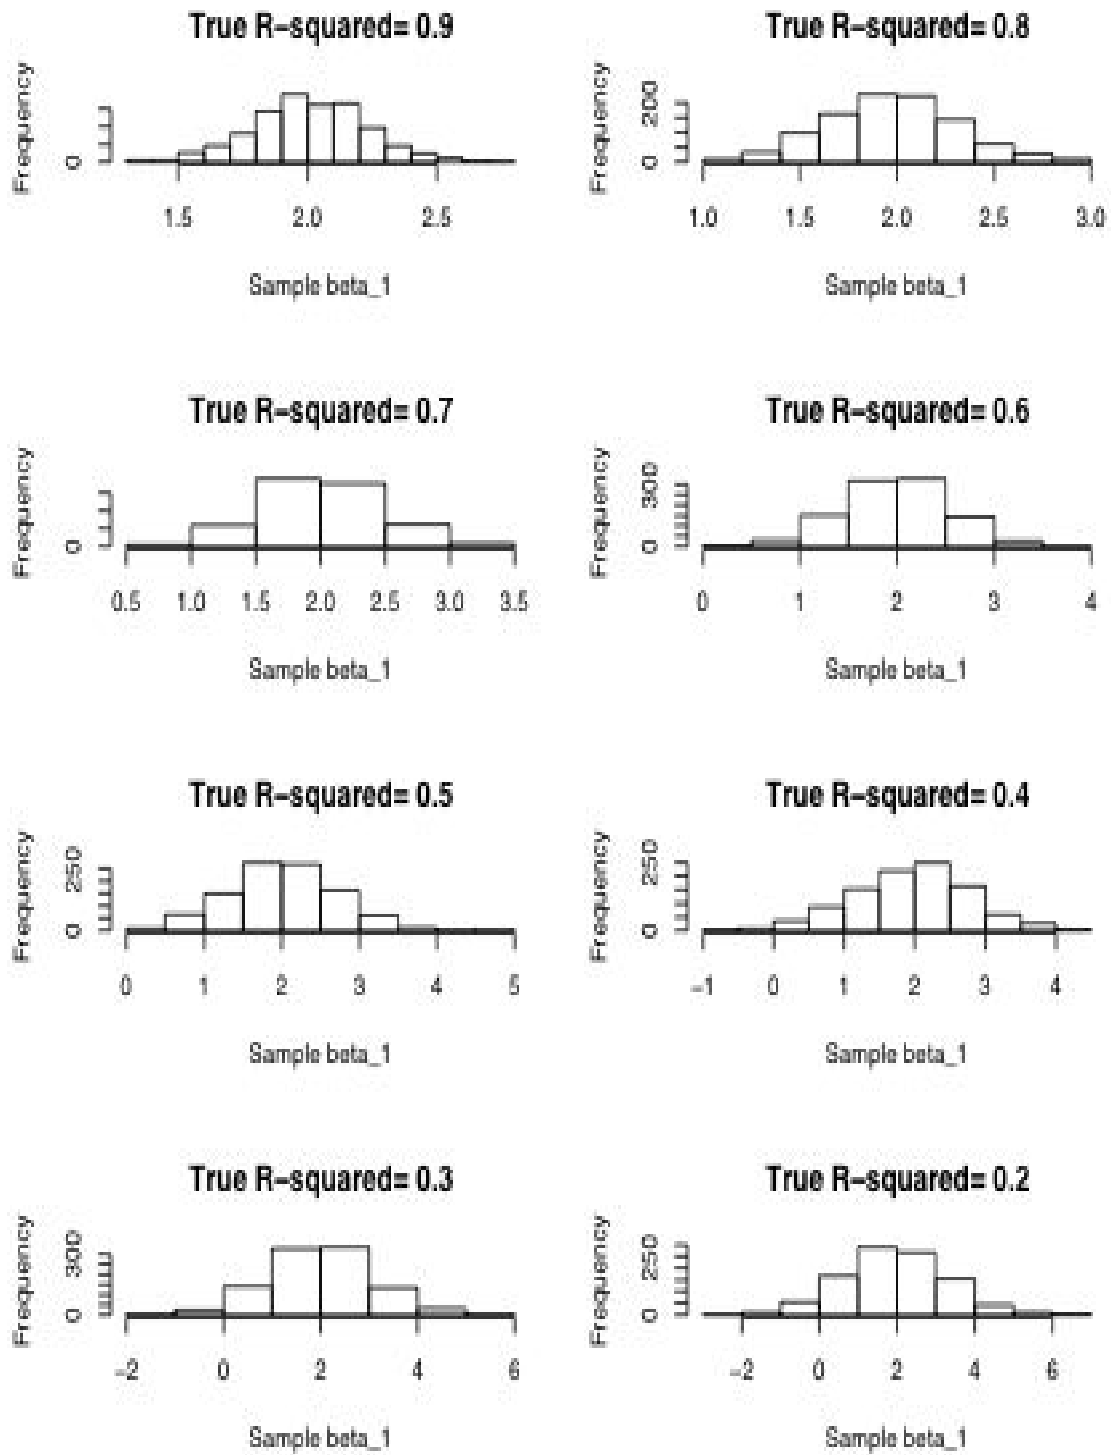 True R-squared= 0.9
Frequency
0
1.5 2.0 2.5
Sample beta_1
True R-squared= 0.8
Frequency
0 200
1.0 1.5 2.0 2.5 3.0
Sample beta_1
True R-squared= 0.7
Frequency
0
0.5 1.0 1.5 2.0 2.5 3.0 3.5
Sample beta_1
True R-squared= 0.6
Frequency
0 300
0 1 2 3 4
Sample beta_1
True R-squared= 0.5
Frequency
0 250
0 1 2 3 4 5
Sample beta_1
True R-squared= 0.4
Frequency
0 250
-1 0 1 2 3 4
Sample beta_1
True R-squared= 0.3
Frequency
0 300
-2 0 2 4 6
Sample beta_1
True R-squared= 0.2
Frequency
0 250
-2 0 2 4 6
Sample beta_1